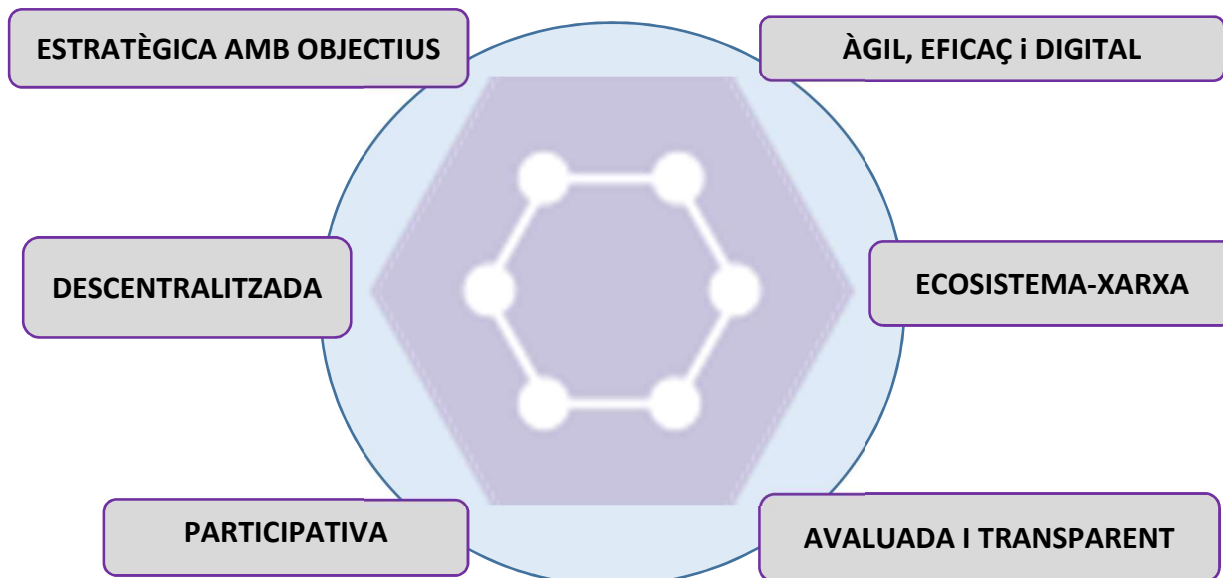 ESTRATÈGICA AMB OBJECTIUS
ÀGIL, EFICAÇ i DIGITAL
DESCENTRALITZADA
ECOSISTEMA-XARXA
PARTICIPATIVA
AVALUADA I TRANSPARENT